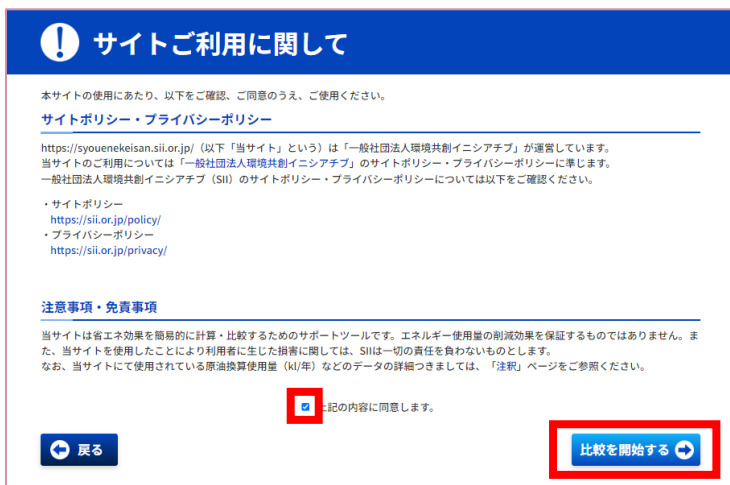 サイトご利用に関して
本サイトの使用にあたり、以下をご確認、ご同意のうえ、ご使用ください。
サイトポリシー・プライバシーポリシー
https://syouenekeisan.sii.or.jp/（以下「当サイト」という）は「一般社団法人環境共創イニシアチブ」が運営しています。
当サイトのご利用については「一般社団法人環境共創イニシアチブ」のサイトポリシー・プライバシーポリシーに準じます。
一般社団法人環境共創イニシアチブ（SII）のサイトポリシー・プライバシーポリシーについては以下をご確認ください。
・サイトポリシー
https://sii.or.jp/policy/
・プライバシーポリシー
https://sii.or.jp/privacy/
注意事項・免責事項
当サイトは省エネ効果を簡易的に計算・比較するためのサポートツールです。エネルギー使用量の削減効果を保証するものではありません。ま
た、当サイトを使用したことにより利用者に生じた損害に関しては、SIIは一切の責任を負わないものとします。
なお、当サイトにて使用されている原油換算使用量（kl/年）などのデータの詳細つきましては、「注釈」ページをご参照ください。
上記の内容に同意します。
戻る
比較を開始する